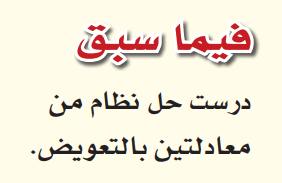 فيما سبق
درست حل نظام من
معادلتين بالتعويض.